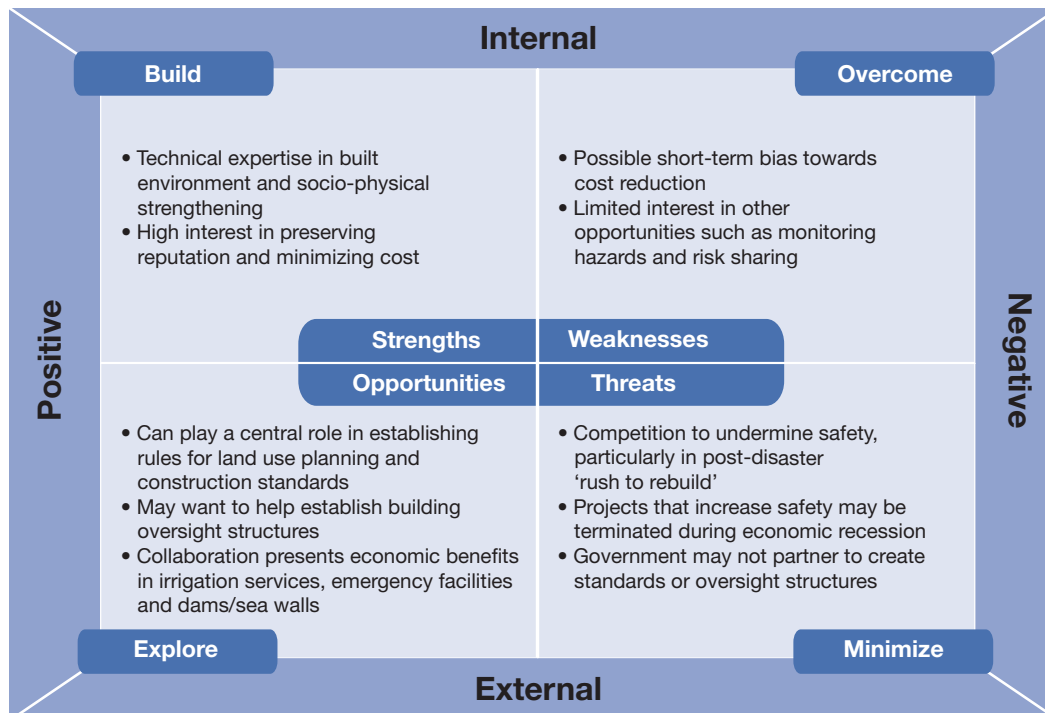 Internal
Build
Overcome
• Technical expertise in built
environment and socio-physical
strengthening
• High interest in preserving
reputation and minimizing cost
• Possible short-term bias towards
cost reduction
• Limited interest in other
opportunities such as monitoring
hazards and risk sharing
Positive
Negative
Strengths
Weaknesses
Opportunities
Threats
• Can play a central role in establishing
rules for land use planning and
construction standards
• May want to help establish building
oversight structures
• Collaboration presents economic benefits
in irrigation services, emergency facilities
and dams/sea walls
• Competition to undermine safety,
particularly in post-disaster
‘rush to rebuild’
• Projects that increase safety may be
terminated during economic recession
• Government may not partner to create
standards or oversight structures
Explore
Minimize
External